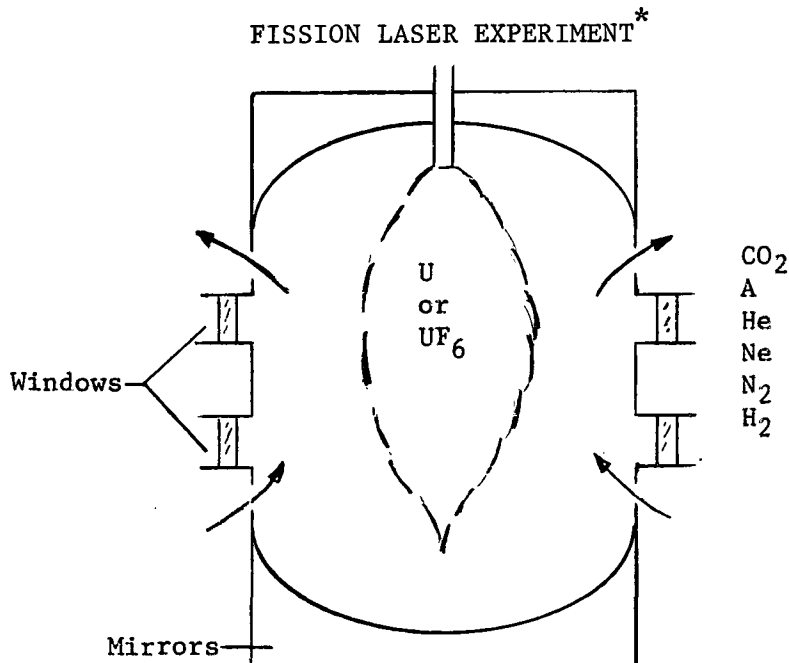 FISSION LASER EXPERIMENT*
U
or
UF6
CO2
A
He
Ne
N2
H2
Windows
Mirrors